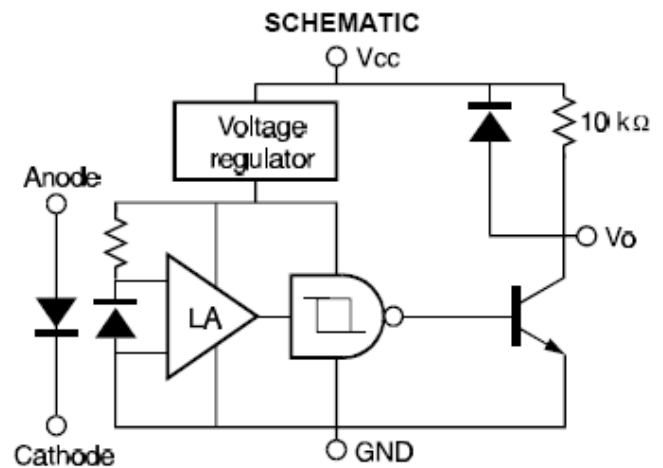 SCHEMATIC
Vcc
Voltage
regulator
10 kΩ
Anode
Vo
LA
Cathode
GND